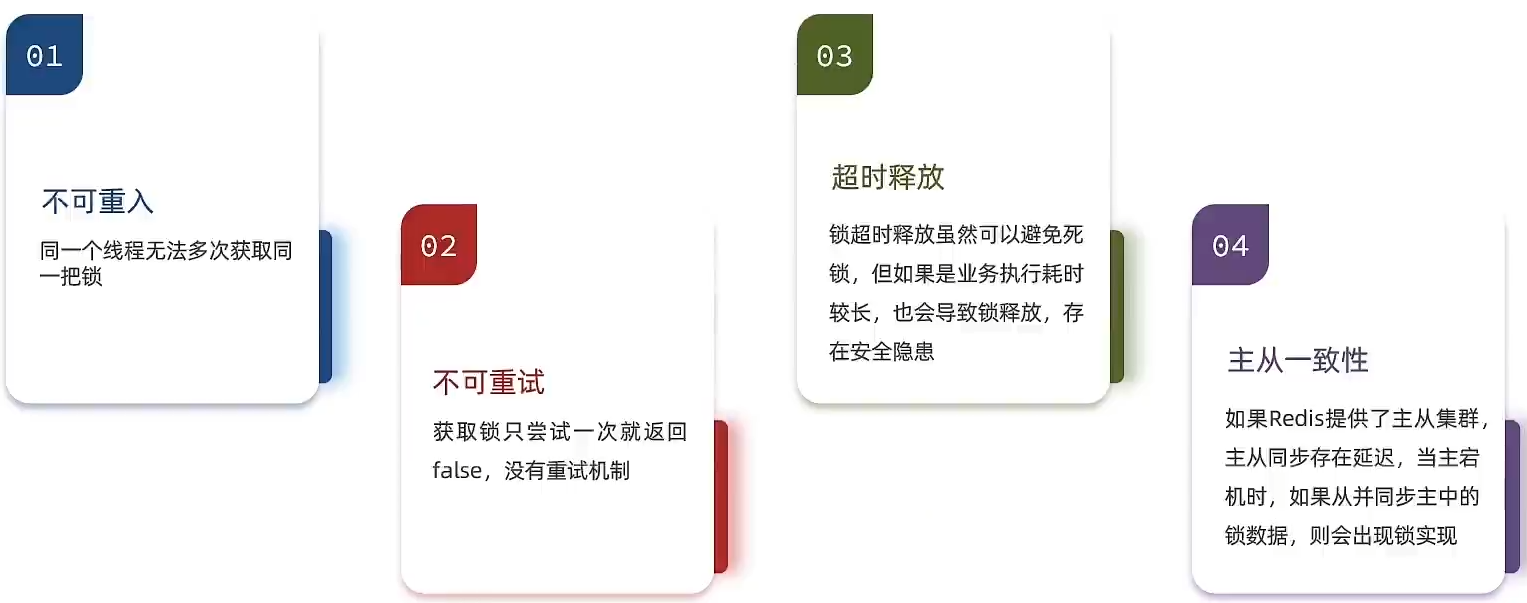 01
不可重入
同一个线程无法多次获取同
一把锁
02
不可重试
获取锁只尝试一次就返回
false，没有重试机制
03
超时释放
锁超时释放虽然可以避免死
锁，但如果是业务执行耗时
较长，也会导致锁释放，存
在安全隐患
04
主从一致性
如果Redis提供了主从集群，
主从同步存在延迟，当主宕
机时，如果从并同步主中的
锁数据，则会出现锁实现